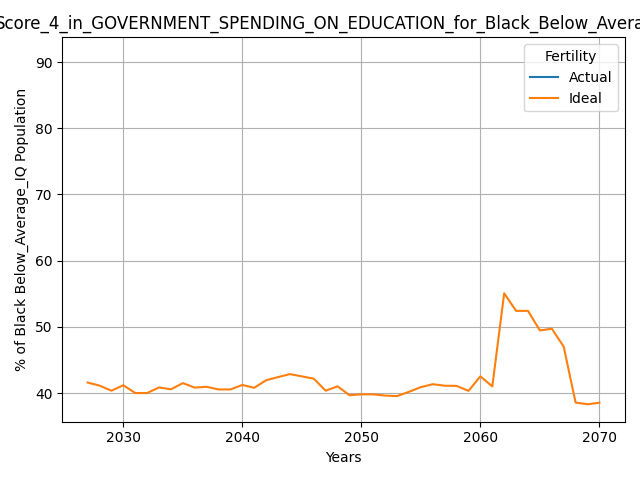 Score_4_in_GOVERNMENT_SPENDING_ON_EDUCATION_for_Black_Below_Avera
Fertility
Actual
Ideal
% of Black Below_Average_IQ Population
90
80
70
60
50
40
2030
2040
2050
2060
2070
Years